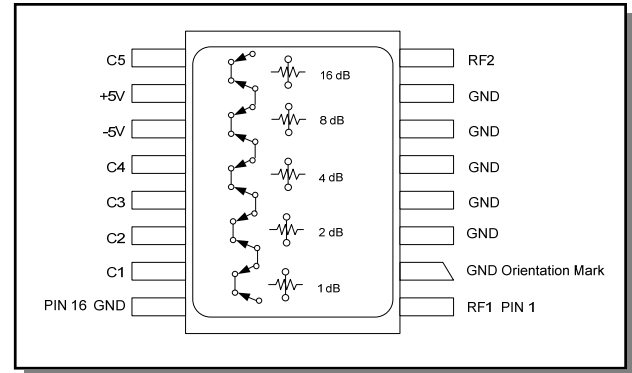 C5
16 dB
RF2
+5V
GND
-5V
8 dB
GND
C4
4 dB
GND
C3
GND
C2
2 dB
GND
C1
GND Orientation Mark
PIN 16 GND
1 dB
RF1 PIN 1